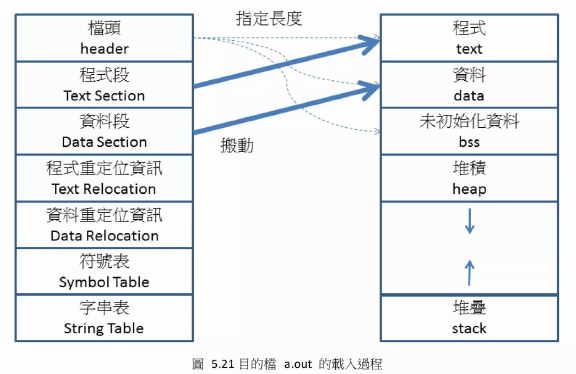 檔頭
header
程式段
Text Section
資料段
Data Section
程式重定位資訊
Text Relocation
資料重定位資訊
Data Relocation
符號表
Symbol Table
字串表
String Table
指定長度
搬動
程式
text
資料
data
未初始化資料
bss
堆積
heap
堆疊
stack
圖 5.21 目的檔 a.out 的載入過程